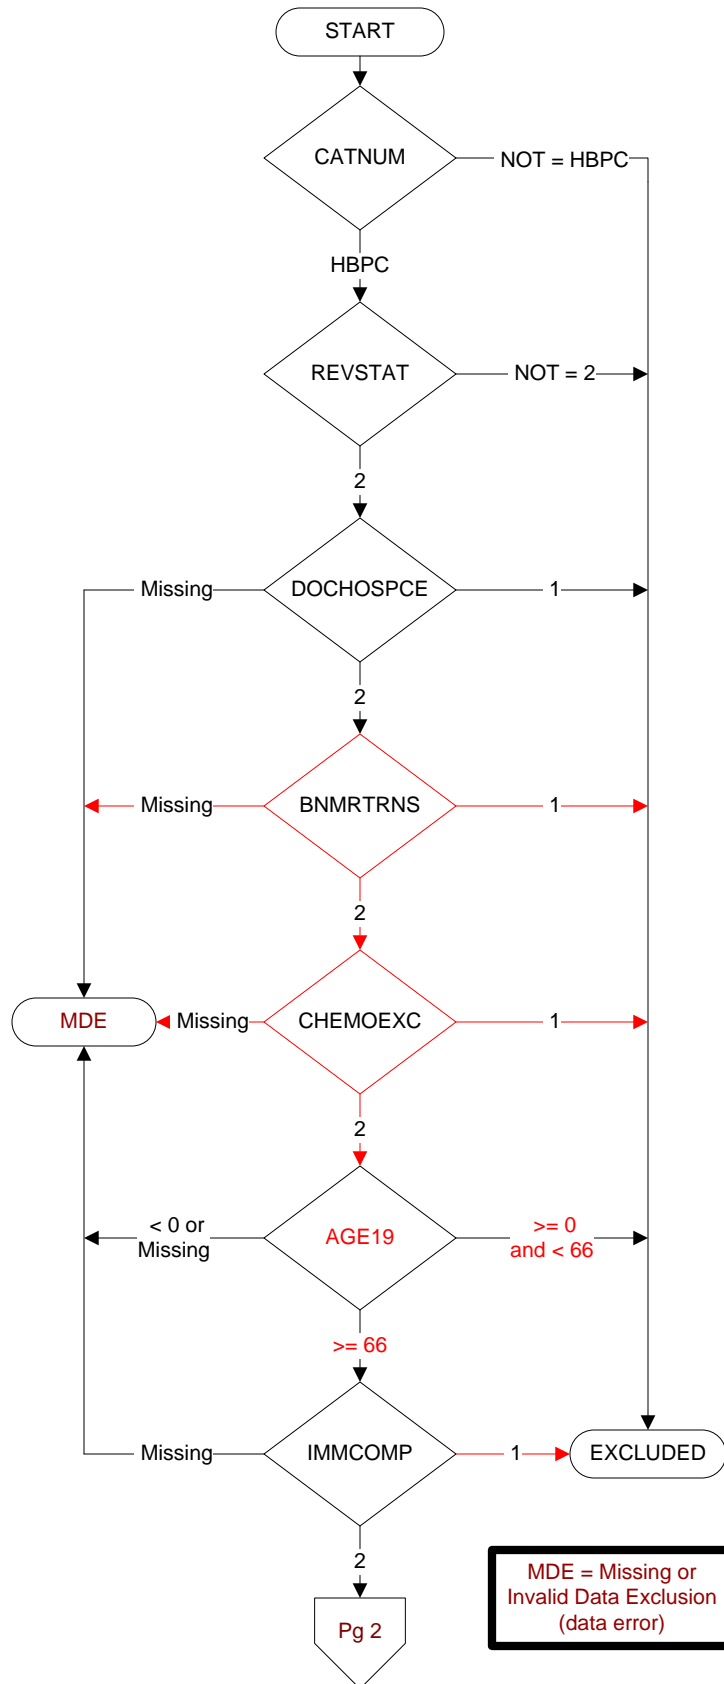 START
CATNUM
NOT = HBPC
HBPC
REVSTAT
NOT = 2
2
Missing
DOCHOSPCE
1
2
Missing
BNMRTRNS
1
2
MDE
Missing
CHEMOEXC
1
2
< 0 or
Missing
AGE19
>= 0
and < 66
>= 66
Missing
IMMCOMP
1
EXCLUDED
2
Pg 2
MDE = Missing or
Invalid Data Exclusion
(data error)